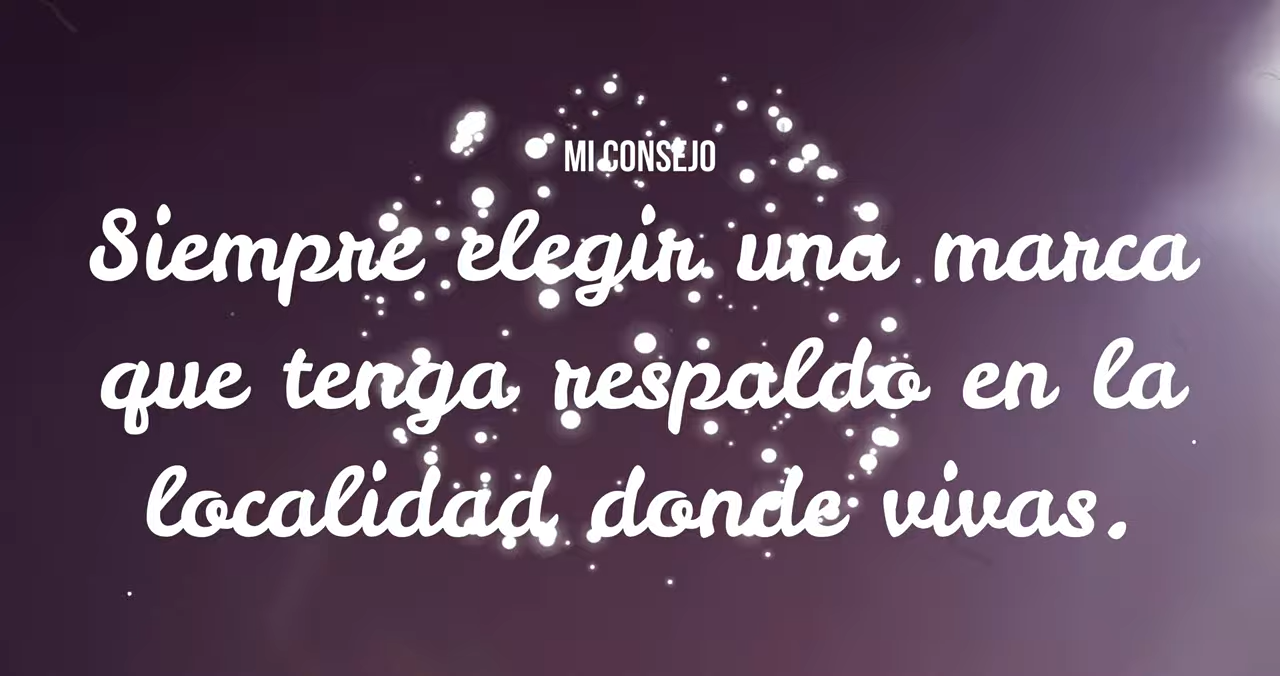 MI CONSEJO
Siempre elegir una marca
que tenga respaldo en la
localidad donde vivas.